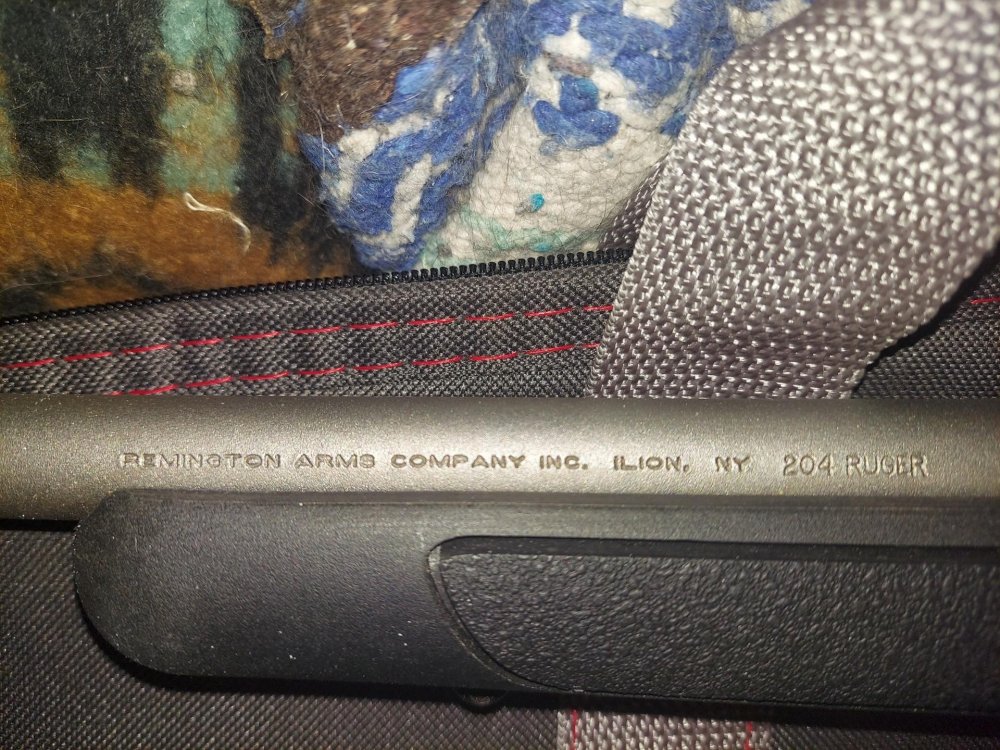 REMINGTON ARMS COMPANY INC. ILION, NY 204 RUGER